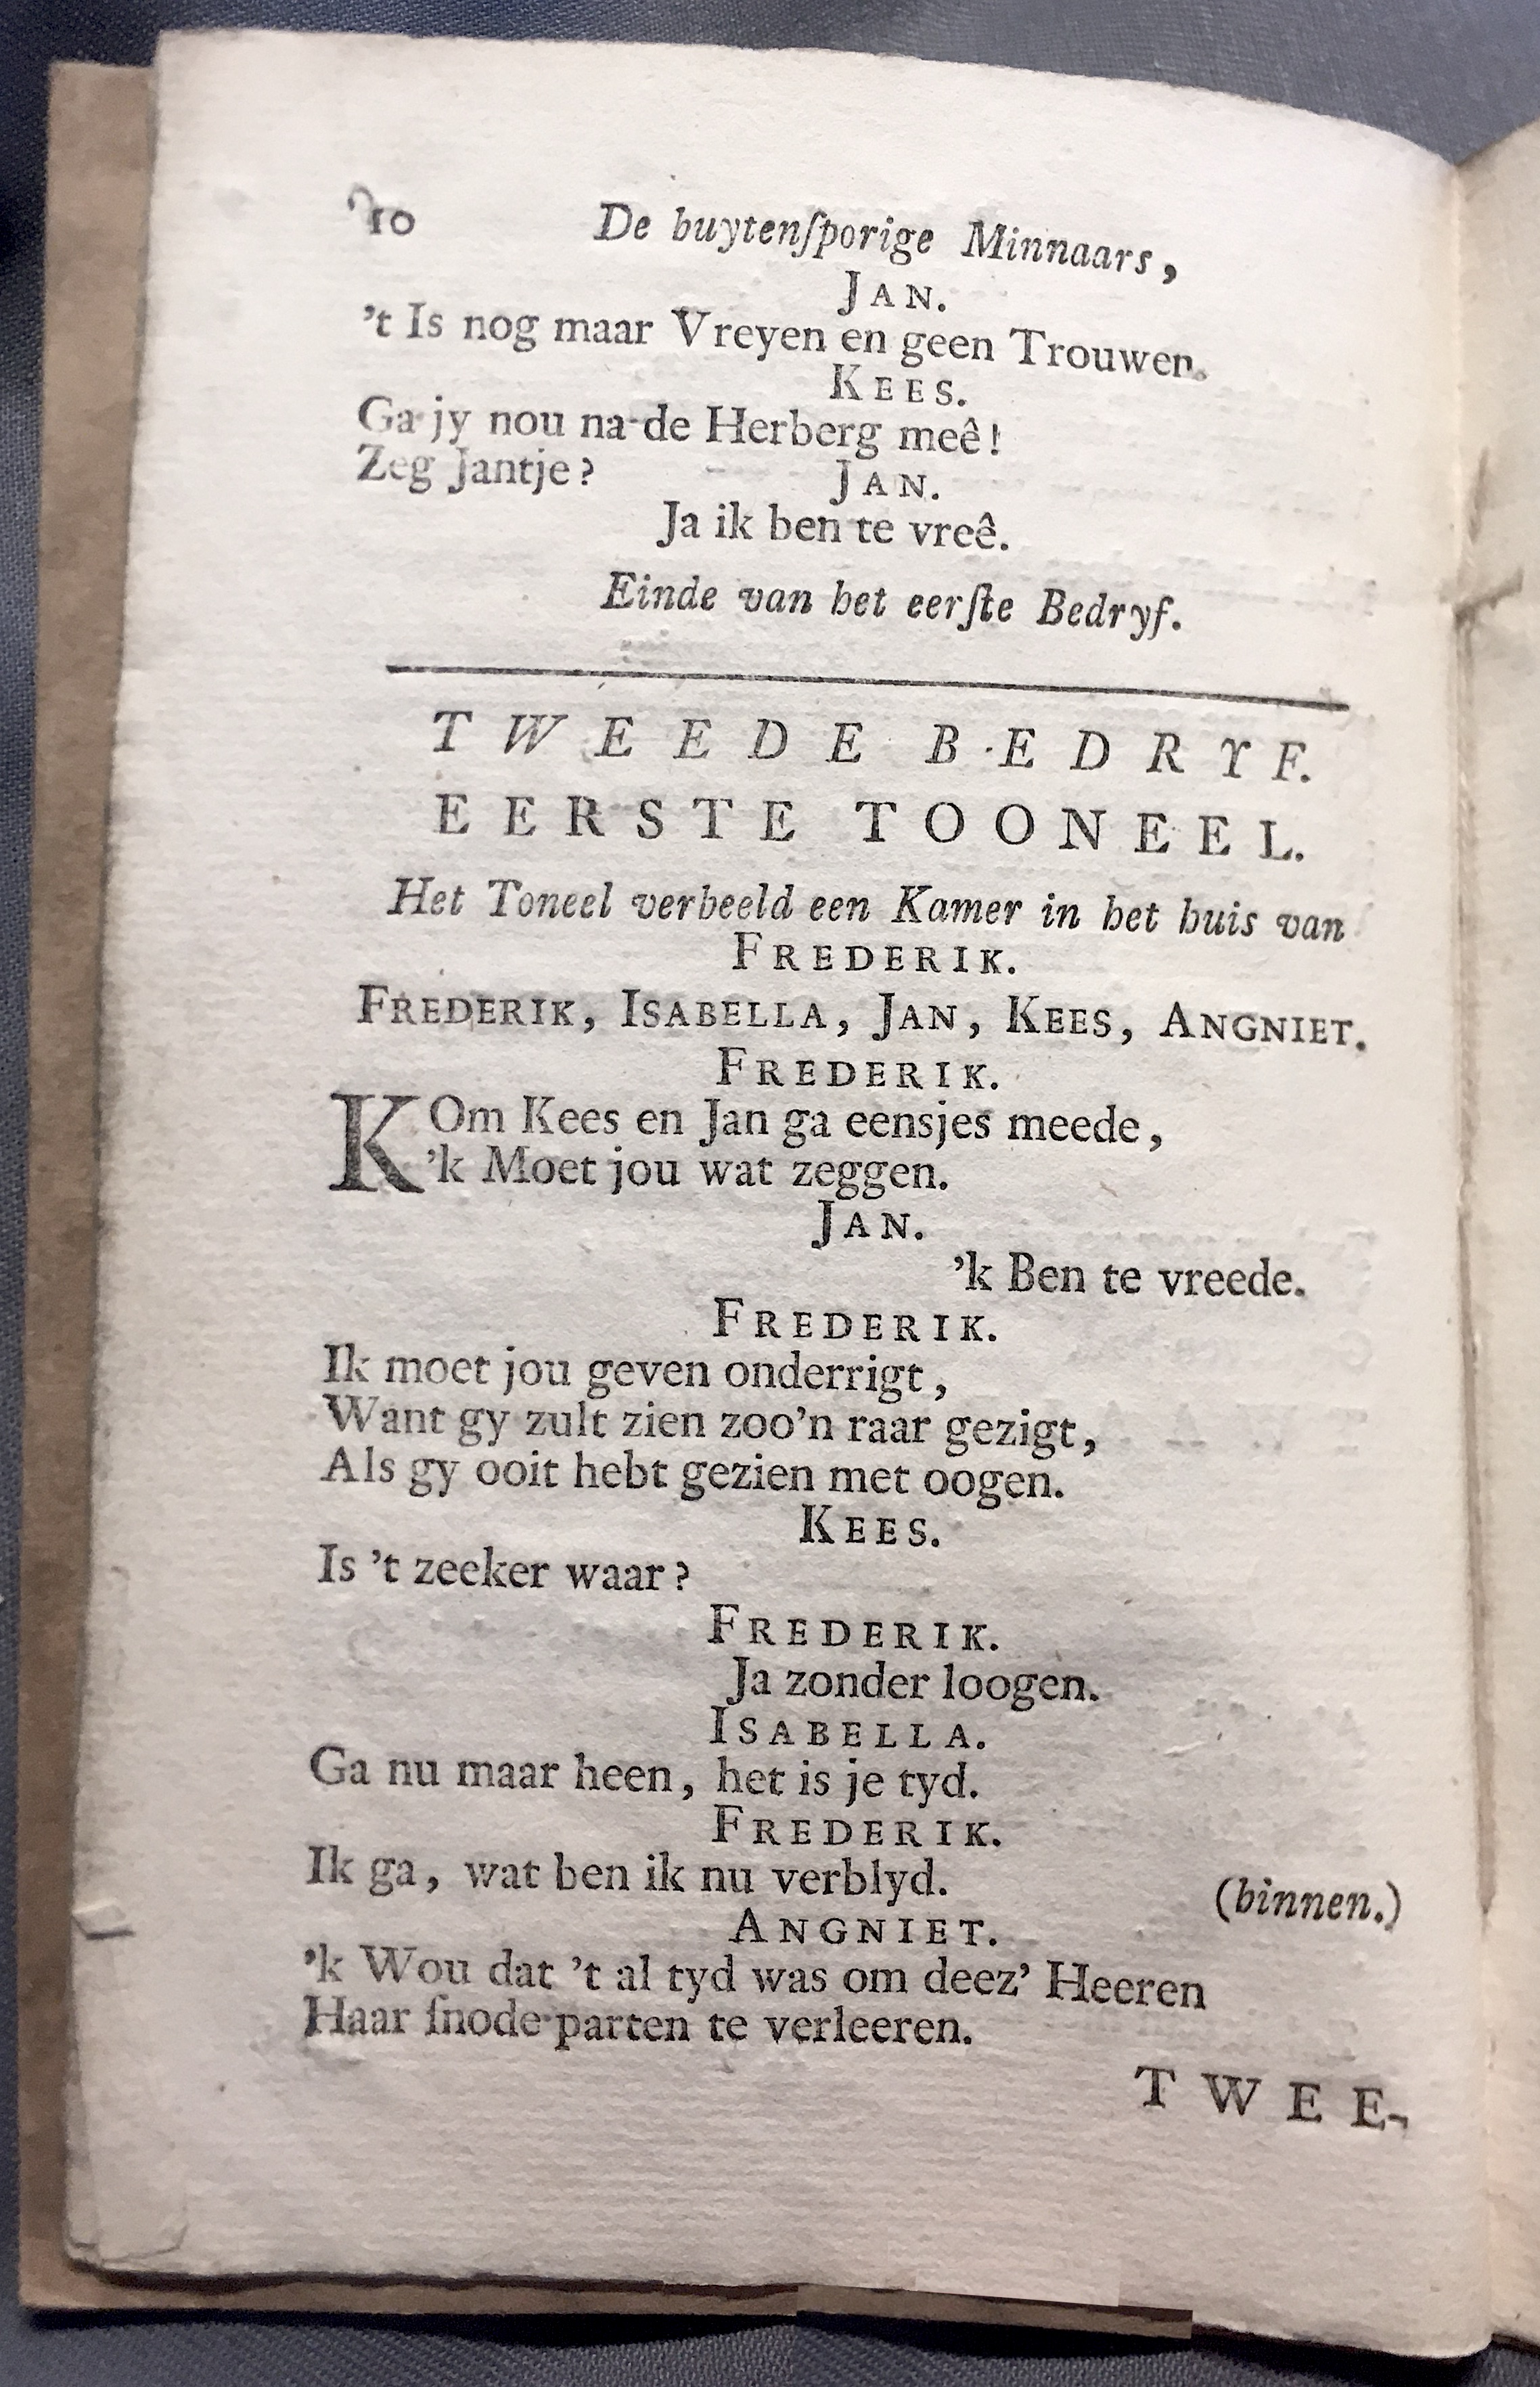 10 De buytenſporige Minnaars,
JAN.
’t Is nog maar Vreyen en geen Trouwen.
KEES.
Ga jy nou na de Herberg meê!
Zeg Jantje? JAN.
Ja ik ben te vreê.
Einde van het eerſte Bedryf.
TWEEDE BEDRYF.
EERSTE TOONEEL.
Het Toneel verbeeld een Kamer in het huis van
FREDERIK.
FREDERIK, ISABELLA, JAN, KEES, ANGNIET.
FREDERIK.
KOm Kees en Jan ga eensjes meede,
’k Moet jou wat zeggen.
JAN.
’k Ben te vreede.
FREDERIK.
Ik moet jou geven onderrigt,
Want gy zult zien zoo’n raar gezigt,
Als gy ooit hebt gezien met oogen.
KEES.
Is ’t zeeker waar?
FREDERIK.
Ja zonder loogen.
ISABELLA.
Ga nu maar heen, het is je tyd.
FREDERIK.
Ik ga, wat ben ik nu verblyd. (binnen.)
ANGNIET.
’k Wou dat ’t al tyd was om deez’ Heeren
Haar ſnode parten te verleeren.
TWEE-